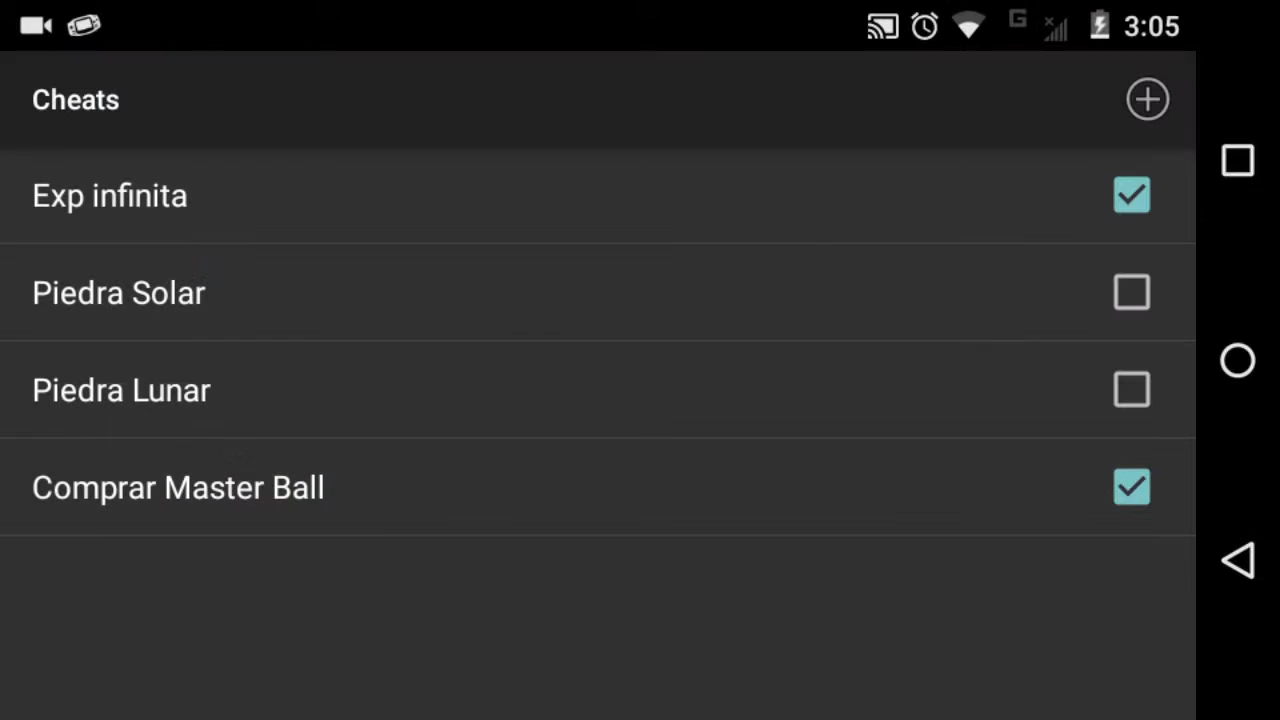 G
3:05
Cheats
Exp infinita
Piedra Solar
Piedra Lunar
Comprar Master Ball